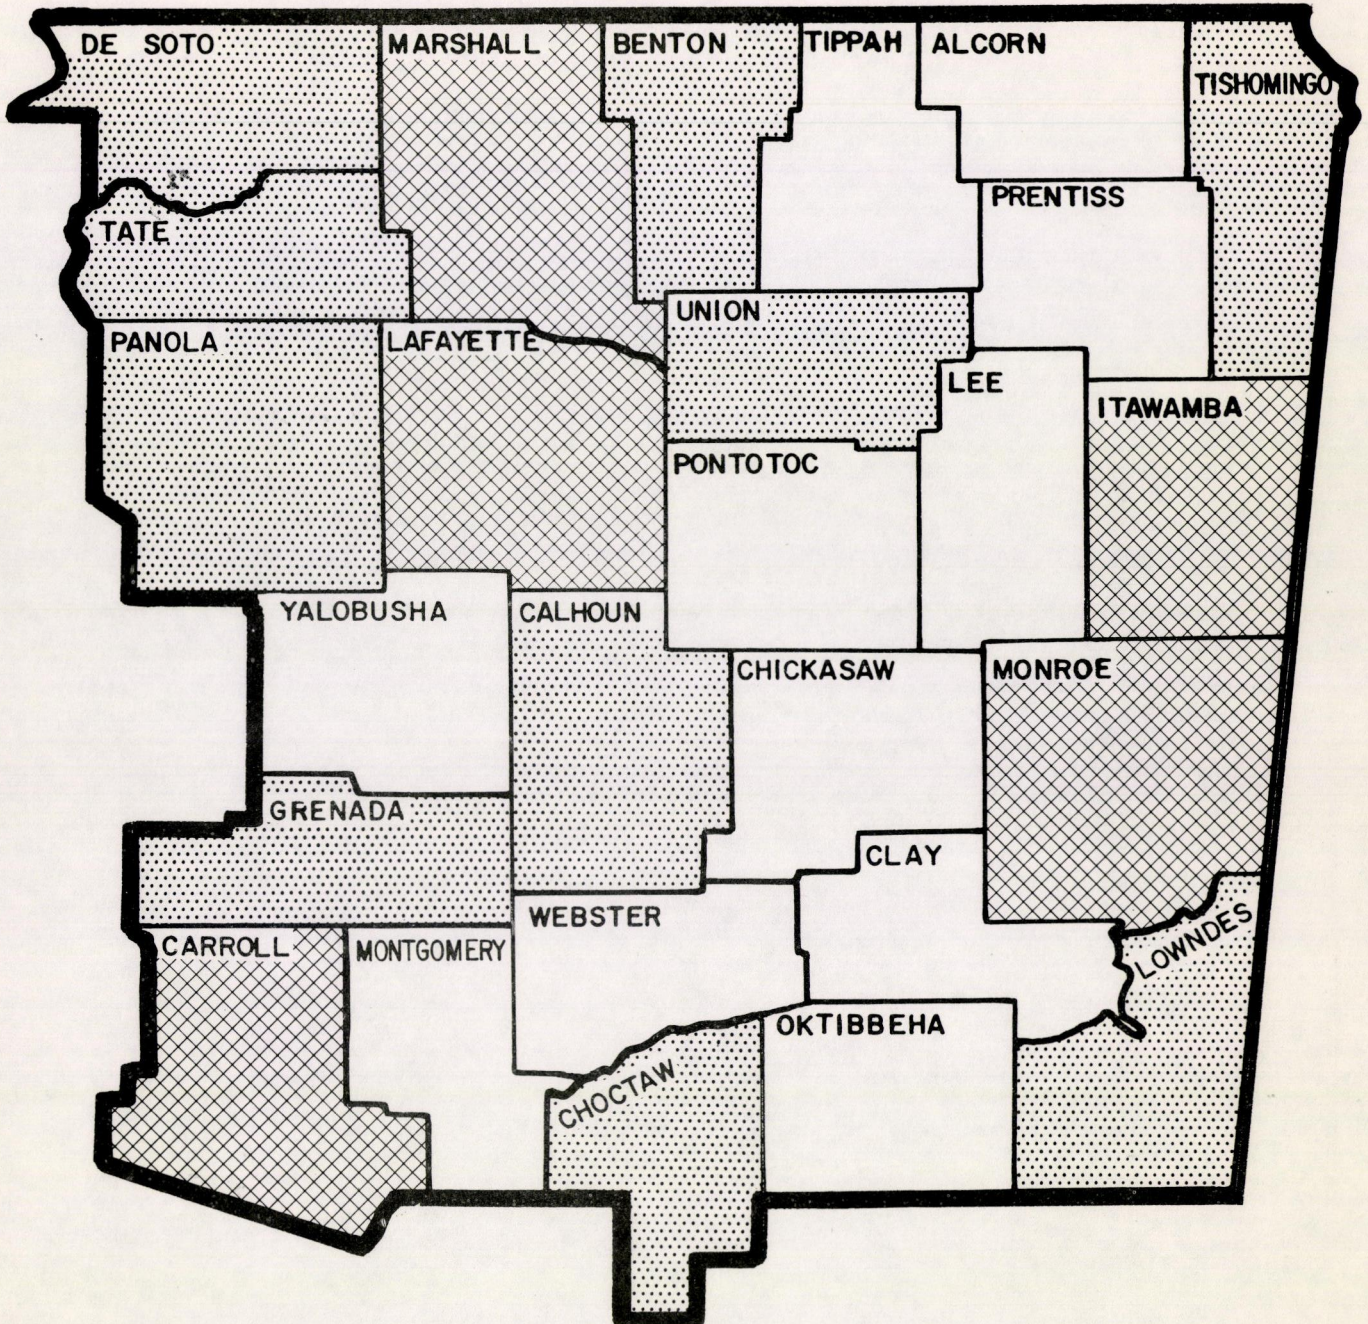 DE SOTO
MARSHALL
BENTON
TIPPAH
ALCORN
TISHOMINGO
PRENTISS
TATE
UNION
PANOLA
LAFAYETTE
LEE
ITAWAMBA
PONTOTOC
YALOBUSHA
CALHOUN
CHICKASAW
MONROE
GRENADA
CLAY
WEBSTER
CARROLL
MONTGOMERY
LOWNDES
OKTIBBEHA
CHOCTAW